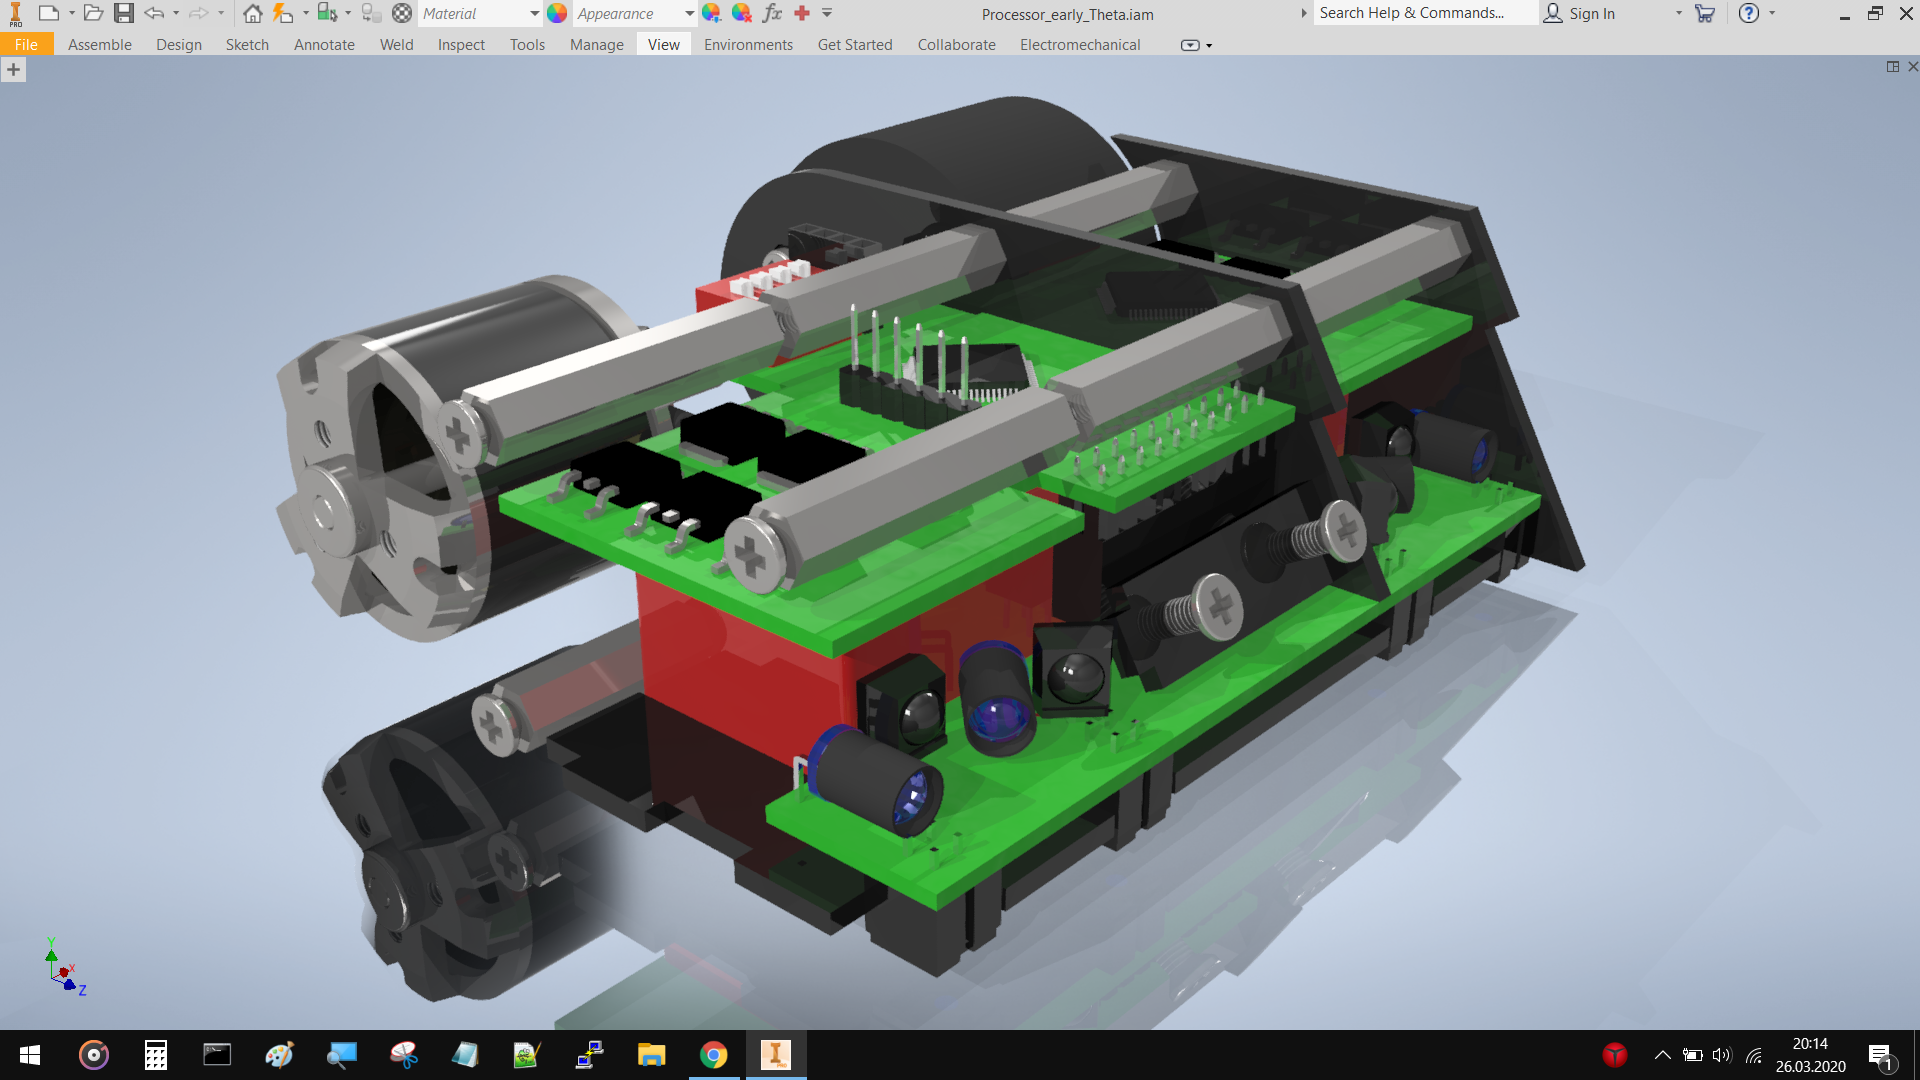 PRO
Material
Appearance
fx
Processor_early_Theta.iam
Search Help & Commands...
Sign In
?
File
Assemble
Design
Sketch
Annotate
Weld
Inspect
Tools
Manage
View
Environments
Get Started
Collaborate
Electromechanical
Y
X
Z
20:14
26.03.2020
1